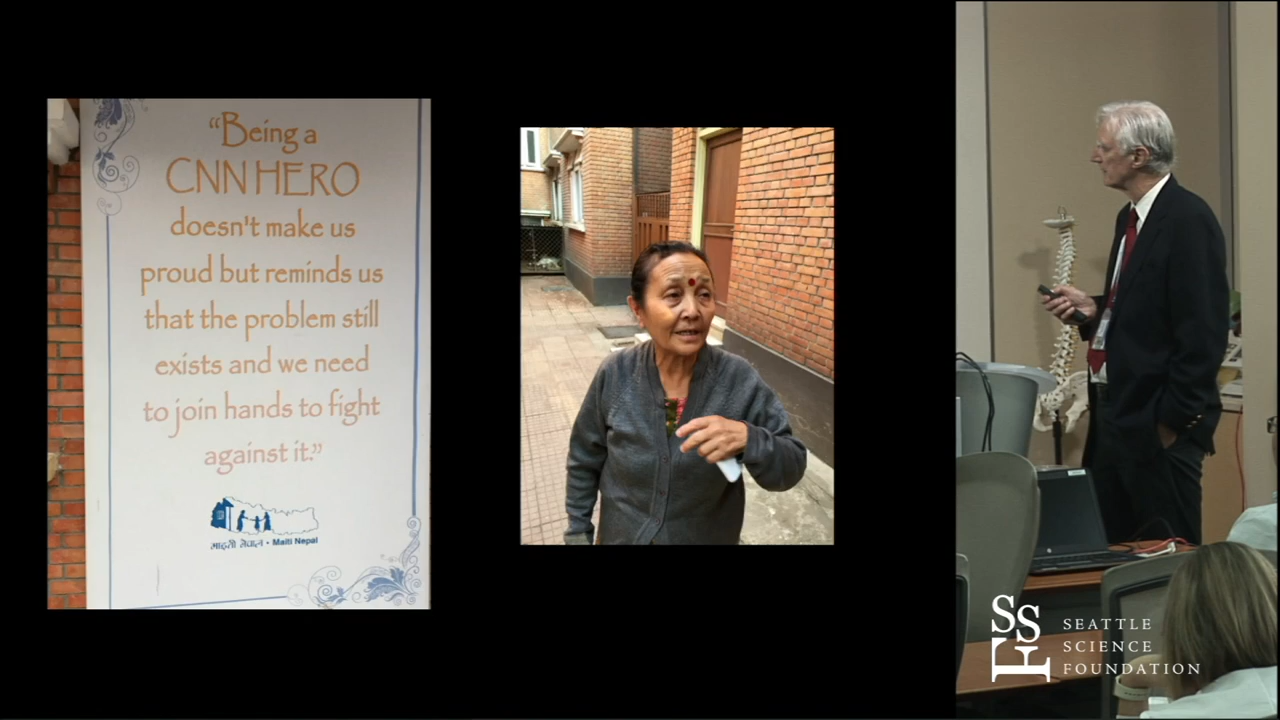 “Being a
CNN HERO
doesn't make us
proud but reminds us
that the problem still
exists and we need
to join hands to fight
against it.”
माइती नेपाल • Maiti Nepal
SSF
SEATTLE
SCIENCE
FOUNDATION